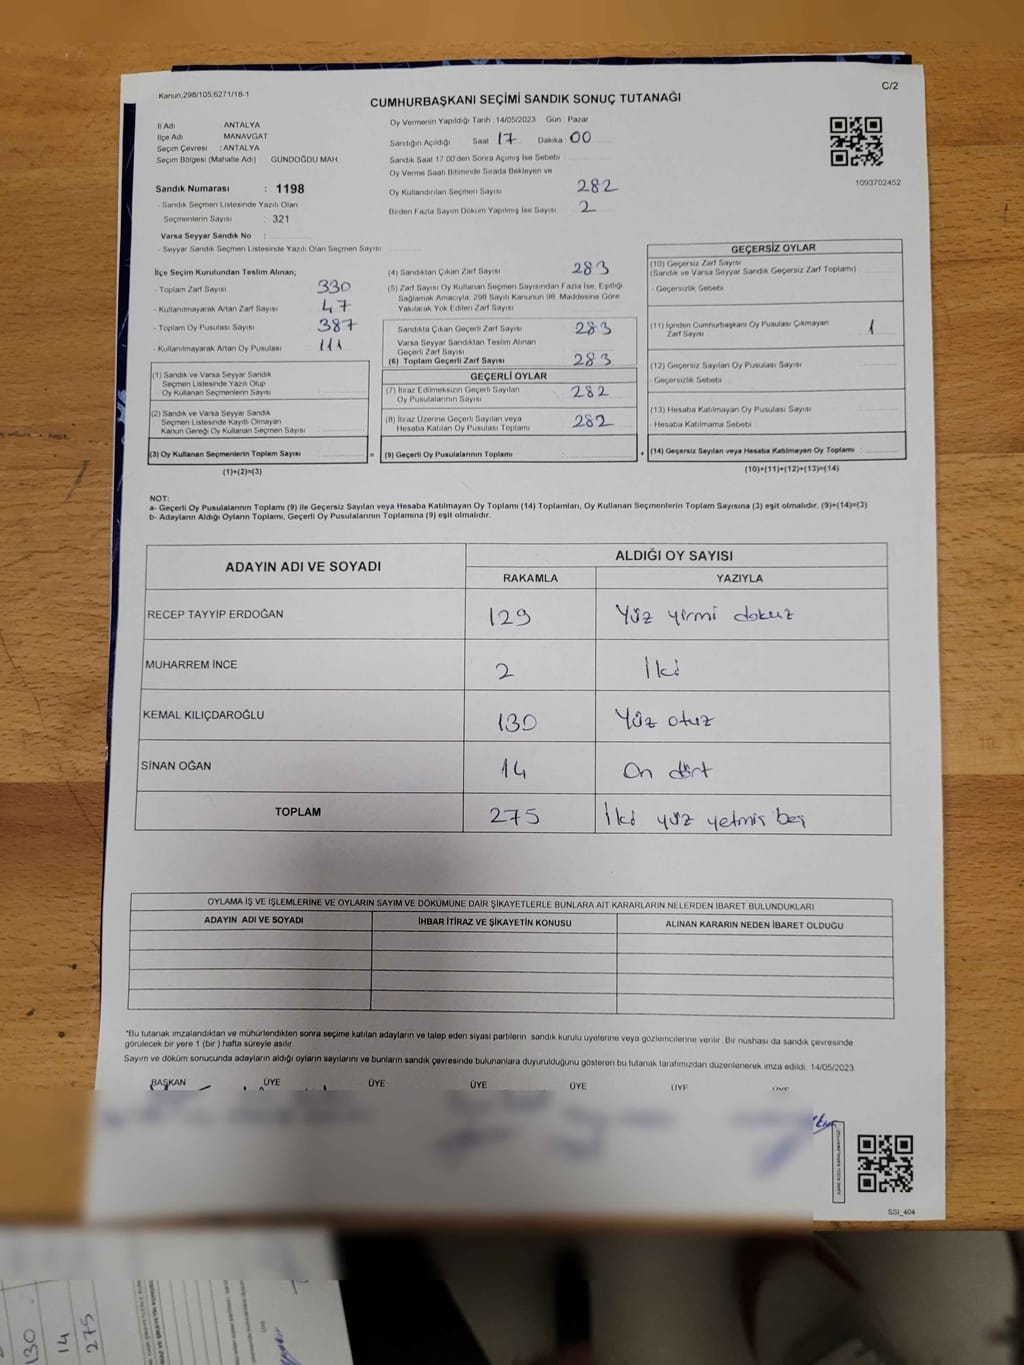 Kanun,298/105,6271/18-1
C/2
CUMHURBAŞKANI SEÇİMİ SANDIK SONUÇ TUTANAĞI
İl Adı ANTALYA
İlçe Adı MANAVGAT
Seçim Çevresi : ANTALYA
Seçim Bölgesi (Mahalle Adı) GÜNDOĞDU MAH
Oy Vermenin Yapıldığı Tarih :14/05/2023 Gün : Pazar
Sandığın Açıldığı Saat 17 Dakika 00
Sandık Saat 17.00'den Sonra Açımış İse Sebebi
Oy Verme Saati Bitiminde Sırada Bekleyen ve
Oy Kullandırılan Seçmen Sayısı 282
Birden Fazla Sayım Döküm Yapılmış İse Sayısı 2
1093702452
Sandık Numarası : 1198
- Sandık Seçmen Listesinde Yazılı Olan
Seçmenlerin Sayısı : 321
Varsa Seyyar Sandık No :
- Seyyar Sandık Seçmen Listesinde Yazılı Olan Seçmen Sayısı
İlçe Seçim Kurulundan Teslim Alınan;
- Toplam Zarf Sayısı 330
- Kullanılmayarak Artan Zarf Sayısı 47
- Toplam Oy Pusulası Sayısı 387
- Kullanılmayarak Artan Oy Pusulası 111
(1) Sandık ve Varsa Seyyar Sandık
Seçmen Listesinde Yazılı Olup
Oy Kullanan Seçmenlerin Sayısı
(2) Sandık ve Varsa Seyyar Sandık
Seçmen Listesinde Kayıtlı Olmayan
Kanun Gereği Oy Kullanan Seçmen Sayısı
(3) Oy Kullanan Seçmenlerin Toplam Sayısı
(1)+(2)=(3)
=
(4) Sandıktan Çıkan Zarf Sayısı 283
(5) Zarf Sayısı Oy Kullanan Seçmen Sayısından Fazla İse, Eşitliği
Sağlamak Amacıyla, 298 Sayılı Kanunun 98. Maddesine Göre
Yakılarak Yok Edilen Zarf Sayısı
Sandıkta Çıkan Geçerli Zarf Sayısı 283
Varsa Seyyar Sandıktan Teslim Alınan
Geçerli Zarf Sayısı
(6) Toplam Geçerli Zarf Sayısı 283
GEÇERLİ OYLAR
(7) İtiraz Edilmeksizin Geçerli Sayılan
Oy Pusulalarının Sayısı 282
(8) İtiraz Üzerine Geçerli Sayılan veya
Hesaba Katılan Oy Pusulası Toplamı 282
(9) Geçerli Oy Pusulalarının Toplamı :
+
GEÇERSİZ OYLAR
(10) Geçersiz Zarf Sayısı
(Sandık ve Varsa Seyyar Sandık Geçersiz Zarf Toplamı)
- Geçersizlik Sebebi
(11) İçinden Cumhurbaşkanı Oy Pusulası Çıkmayan
Zarf Sayısı 1
(12) Geçersiz Sayılan Oy Pusulası Sayısı
- Geçersizlik Sebebi
(13) Hesaba Katılmayan Oy Pusulası Sayısı
- Hesaba Katılmama Sebebi
(14) Geçersiz Sayılan veya Hesaba Katılmayan Oy Toplamı :
(10)+(11)+(12)+(13)=(14)
NOT:
a- Geçerli Oy Pusulalarının Toplamı (9) ile Geçersiz Sayılan veya Hesaba Katılmayan Oy Toplamı (14) Toplamları, Oy Kullanan Seçmenlerin Toplam Sayısına (3) eşit olmalıdır. (9)+(14)=(3)
b- Adayların Aldığı Oyların Toplamı, Geçerli Oy Pusulalarının Toplamına (9) eşit olmalıdır.
ADAYIN ADI VE SOYADI
ALDIĞI OY SAYISI
RAKAMLA YAZIYLA
RECEP TAYYİP ERDOĞAN 129 Yüz yirmi dokuz
MUHARREM İNCE 2 İki
KEMAL KILIÇDAROĞLU 130 Yüz otuz
SİNAN OĞAN 14 On dört
TOPLAM 275 İki yüz yetmiş beş
OYLAMA İŞ VE İŞLEMLERİNE VE OYLARIN SAYIM VE DÖKÜMÜNE DAİR ŞİKAYETLERLE BUNLARA AİT KARARLARIN NELERDEN İBARET BULUNDUKLARI
ADAYIN ADI VE SOYADI İHBAR İTİRAZ VE ŞİKAYETİN KONUSU ALINAN KARARIN NEDEN İBARET OLDUĞU
"Bu tutanak imzalandıktan ve mühürlendikten sonra seçime katılan adayların ve talep eden siyasi partilerin sandık kurulu üyelerine veya gözlemcilerine verilir. Bir nushası da sandık çevresinde
görülecek bir yere 1 (bir) hafta süreyle asılır.
Sayım ve döküm sonucunda adayların aldığı oyların sayılarını ve bunların sandık çevresinde bulunanlara duyurulduğunu gösteren bu tutanak tarafımızdan düzenlenerek imza edildi. 14/05/2023
BAŞKAN ÜYE ÜYE ÜYE ÜYE ÜYE ÜYE
SSİ_404
130
14
275